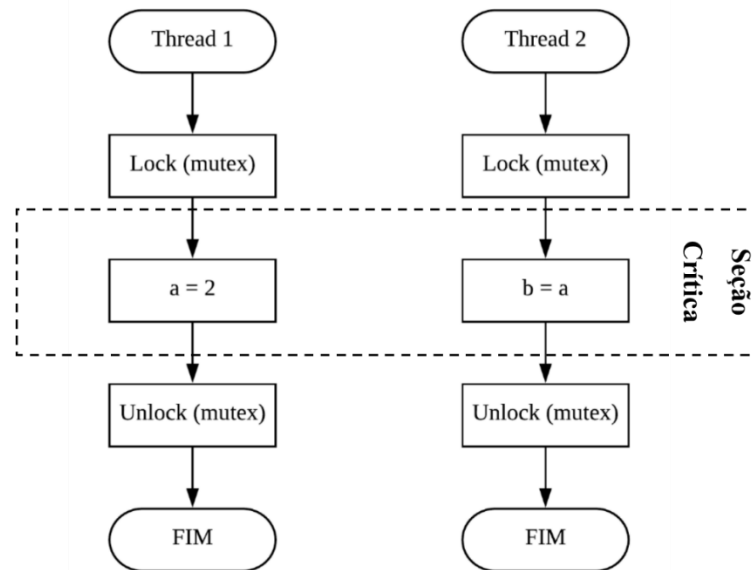 Thread 1
Thread 2
Lock (mutex)
Lock (mutex)
a = 2
b = a
Seção
Crítica
Unlock (mutex)
Unlock (mutex)
FIM
FIM